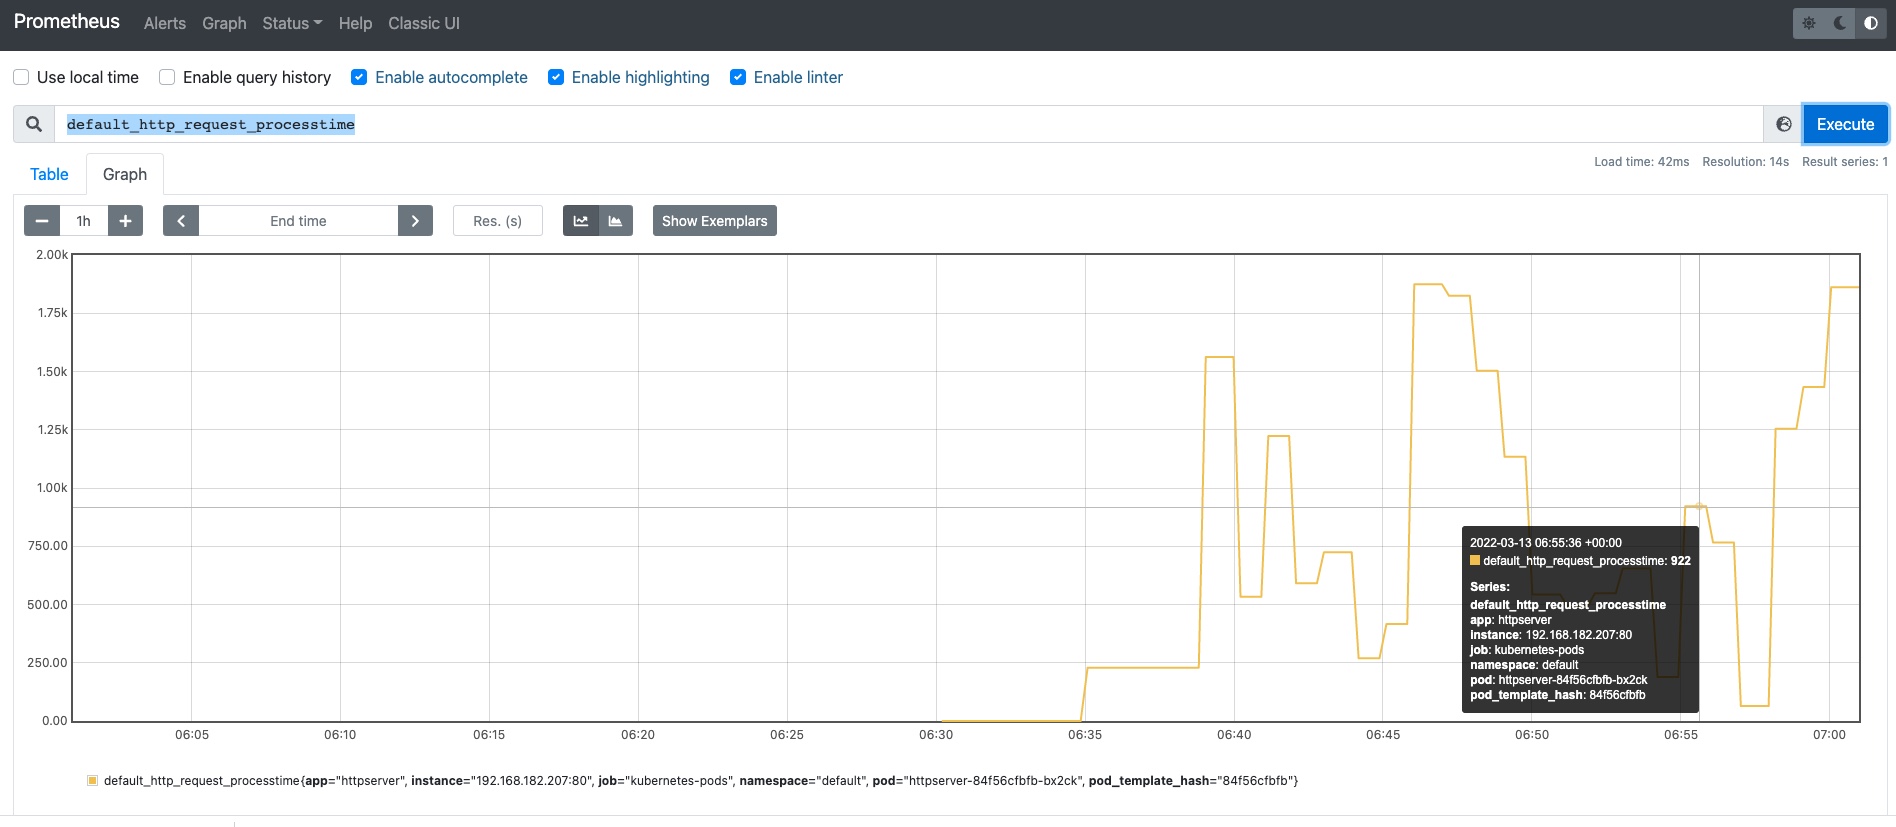 Prometheus Alerts Graph Status Help Classic UI
Use local time Enable query history Enable autocomplete Enable highlighting Enable linter
default_http_request_processtime Execute
Load time: 42ms Resolution: 14s Result series: 1
Table Graph
1h End time Res. (s) Show Exemplars
2.00k
1.75k
1.50k
1.25k
1.00k
750.00
500.00
250.00
0.00
2022-03-13 06:55:36 +00:00
default_http_request_processtime: 922
Series:
default_http_request_processtime
app: httpserver
instance: 192.168.182.207:80
job: kubernetes-pods
namespace: default
pod: httpserver-84f56cfbfb-bx2ck
pod_template_hash: 84f56cfbfb
06:05 06:10 06:15 06:20 06:25 06:30 06:35 06:40 06:45 06:50 06:55 07:00
default_http_request_processtime{app="httpserver", instance="192.168.182.207:80", job="kubernetes-pods", namespace="default", pod="httpserver-84f56cfbfb-bx2ck", pod_template_hash="84f56cfbfb"}